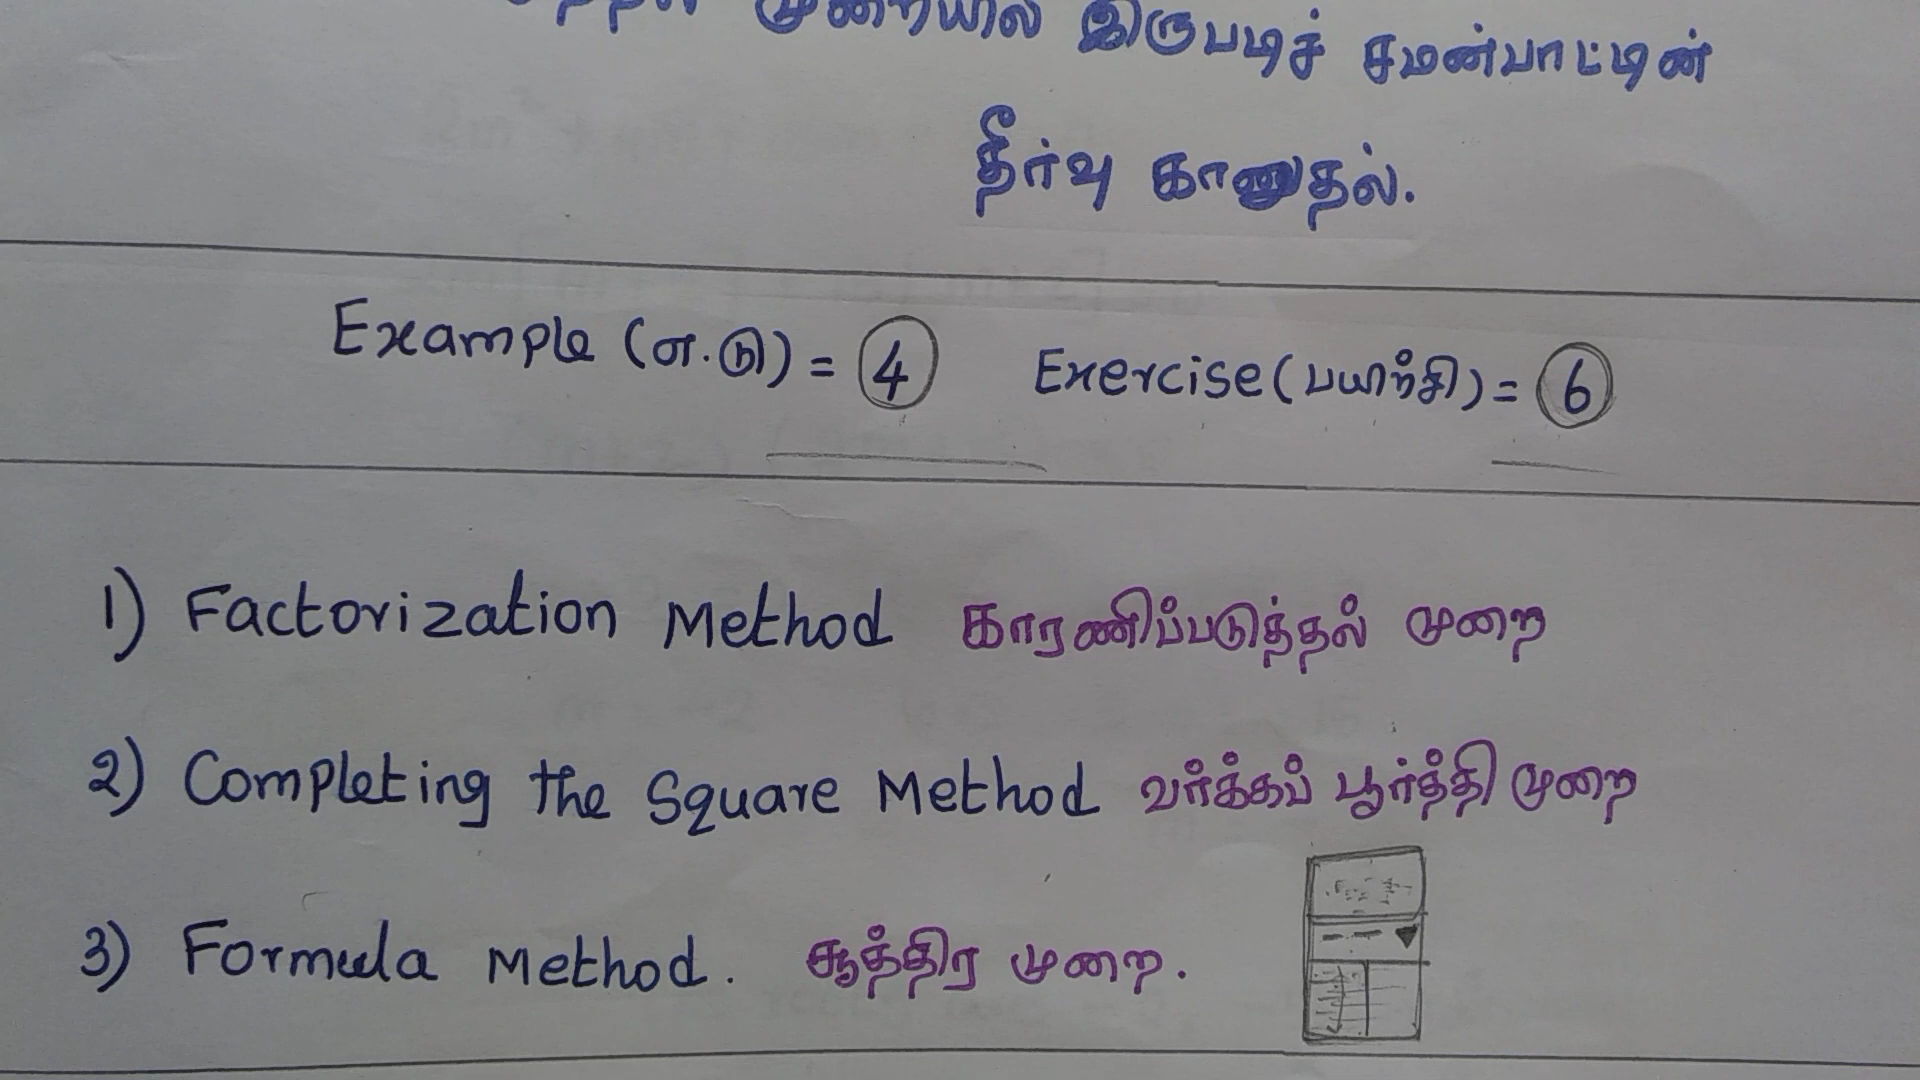 முறையில் இருபடிச் சமன்பாட்டின்
தீர்வு காணுதல்.
Example (எ.டு) = 4 Exercise (பயிற்சி) = 6
1) Factorization Method காரணிப்படுத்தல் முறை
2) Completing the Square Method வர்க்கப் பூர்த்தி முறை
3) Formula Method. சூத்திர முறை.